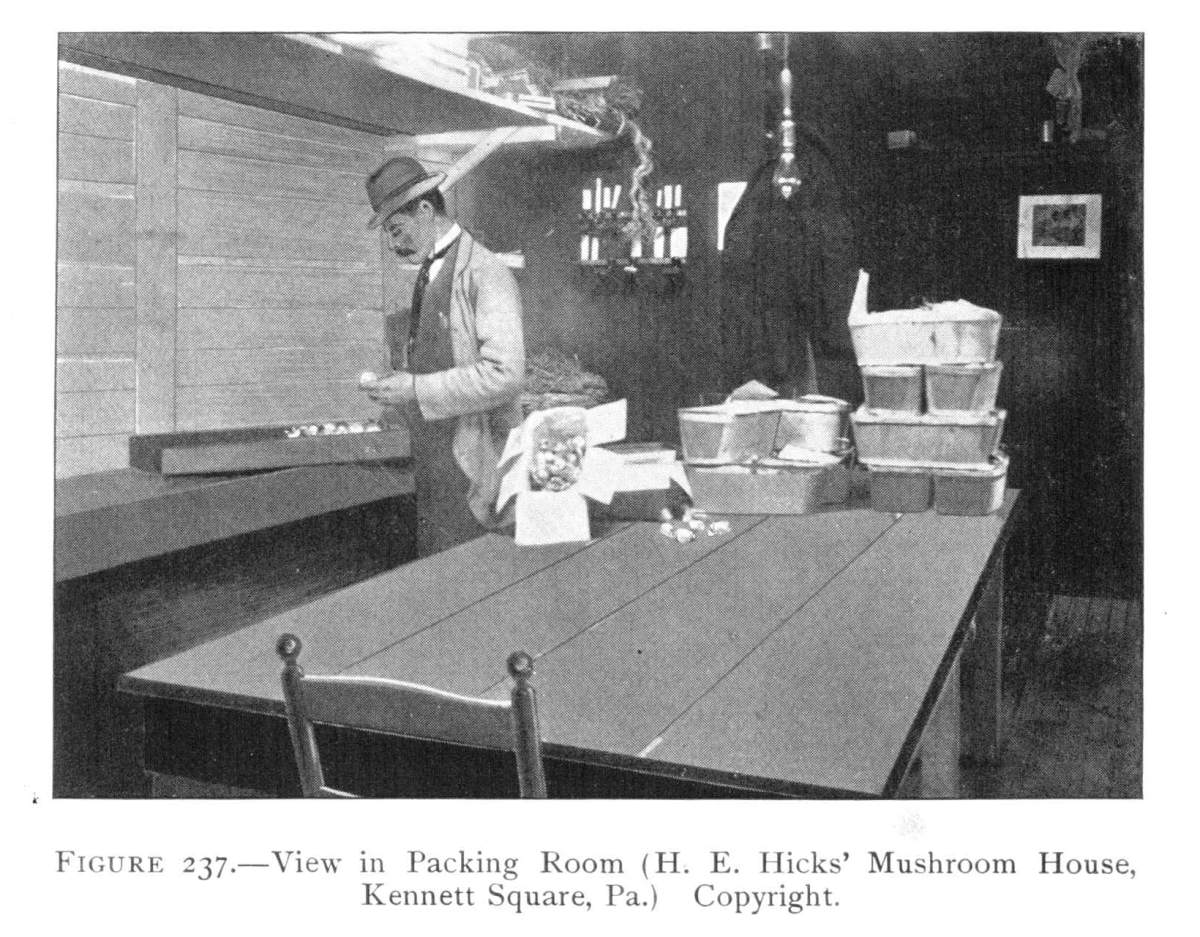 FIGURE 237.—View in Packing Room (H. E. Hicks’ Mushroom House,
Kennett Square, Pa.) Copyright.